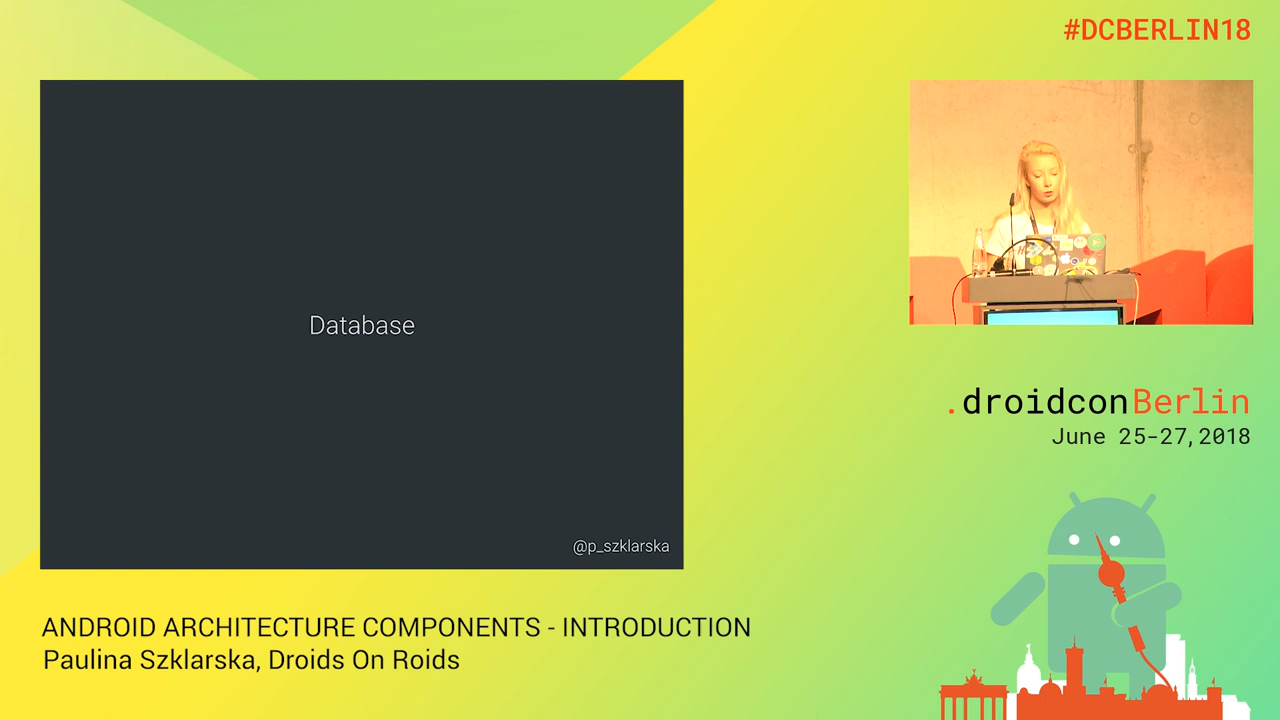 #DCBERLIN18
Database
@p_szklarska
.droidconBerlin
June 25-27, 2018
ANDROID ARCHITECTURE COMPONENTS - INTRODUCTION
Paulina Szklarska, Droids On Roids